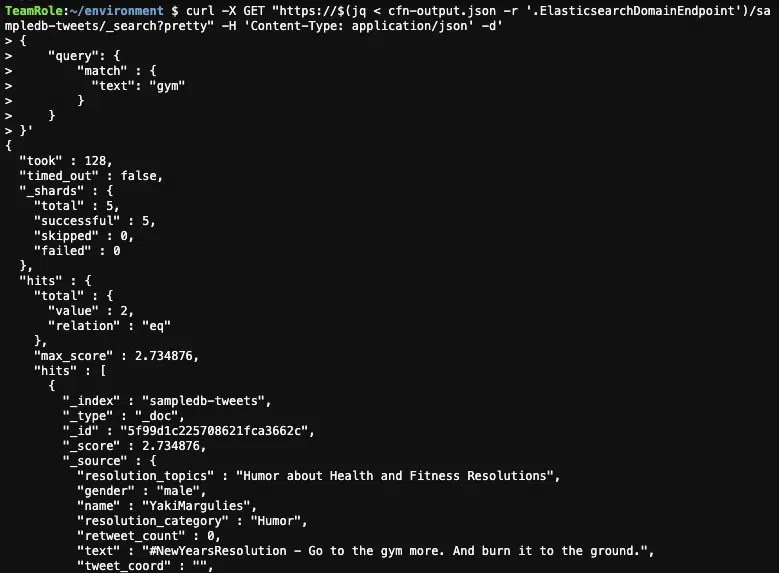 TeamRole:~/environment $ curl -X GET "https://$(jq < cfn-output.json -r '.ElasticsearchDomainEndpoint')/sa
mpledb-tweets/_search?pretty" -H 'Content-Type: application/json' -d'
> {
>     "query": {
>         "match" : {
>           "text": "gym"
>         }
>     }
> }'
{
  "took" : 128,
  "timed_out" : false,
  "_shards" : {
    "total" : 5,
    "successful" : 5,
    "skipped" : 0,
    "failed" : 0
  },
  "hits" : {
    "total" : {
      "value" : 2,
      "relation" : "eq"
    },
    "max_score" : 2.734876,
    "hits" : [
      {
        "_index" : "sampledb-tweets",
        "_type" : "_doc",
        "_id" : "5f99d1c225708621fca3662c",
        "_score" : 2.734876,
        "_source" : {
          "resolution_topics" : "Humor about Health and Fitness Resolutions",
          "gender" : "male",
          "name" : "YakiMargulies",
          "resolution_category" : "Humor",
          "retweet_count" : 0,
          "text" : "#NewYearsResolution - Go to the gym more. And burn it to the ground.",
          "tweet_coord" : "",